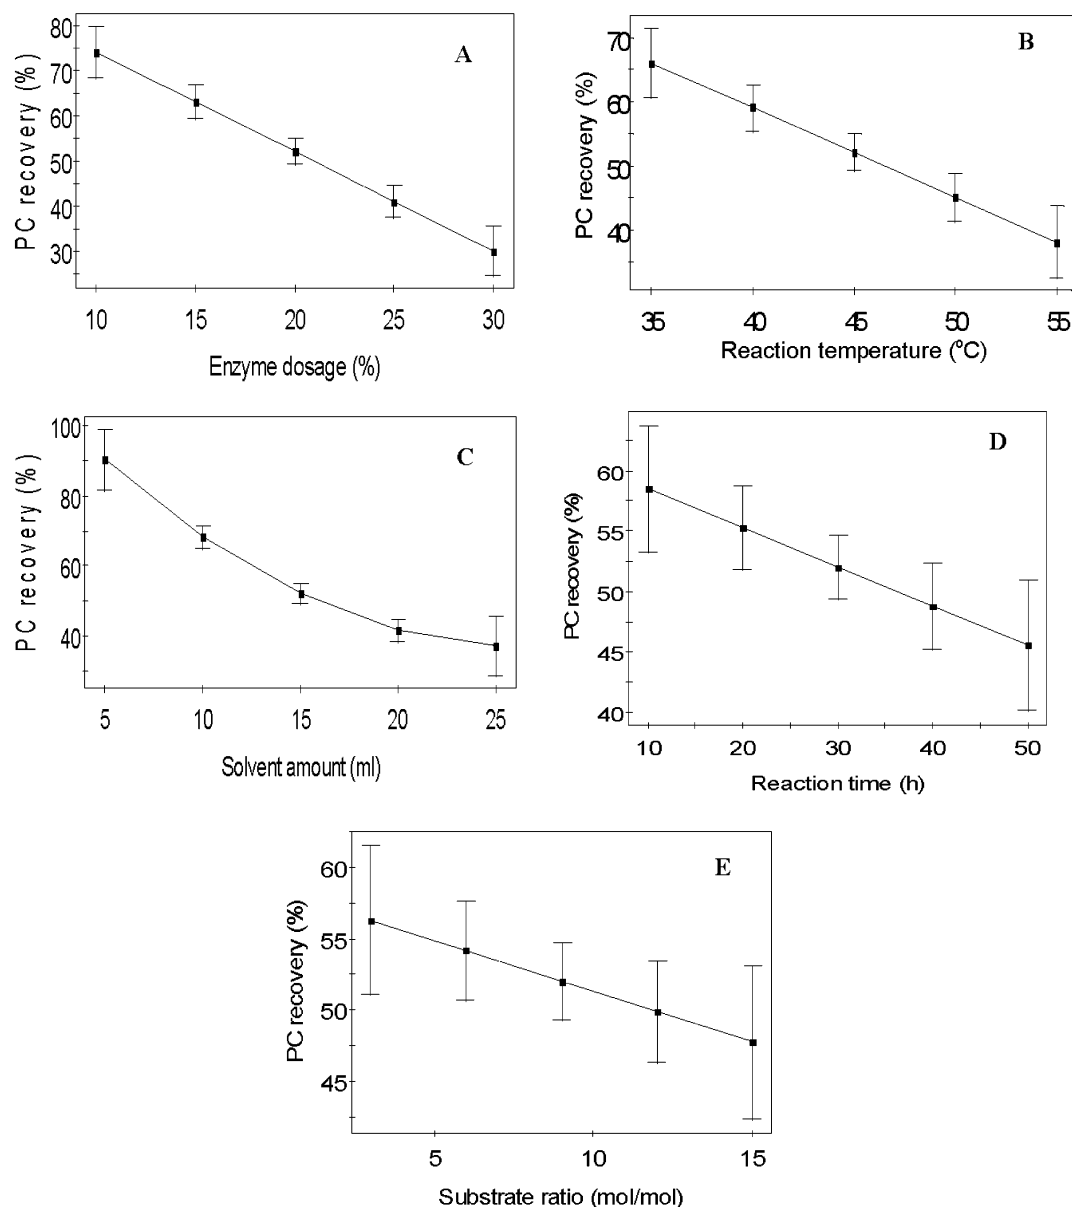 A
PC recovery (%)
80
70
60
50
40
30
10 15 20 25 30
Enzyme dosage (%)
B
PC recovery (%)
70
60
50
40
35 40 45 50 55
Reaction temperature (°C)
C
PC recovery (%)
100
80
60
40
5 10 15 20 25
Solvent amount (ml)
D
PC recovery (%)
60
55
50
45
40
10 20 30 40 50
Reaction time (h)
E
PC recovery (%)
60
55
50
45
5 10 15
Substrate ratio (mol/mol)